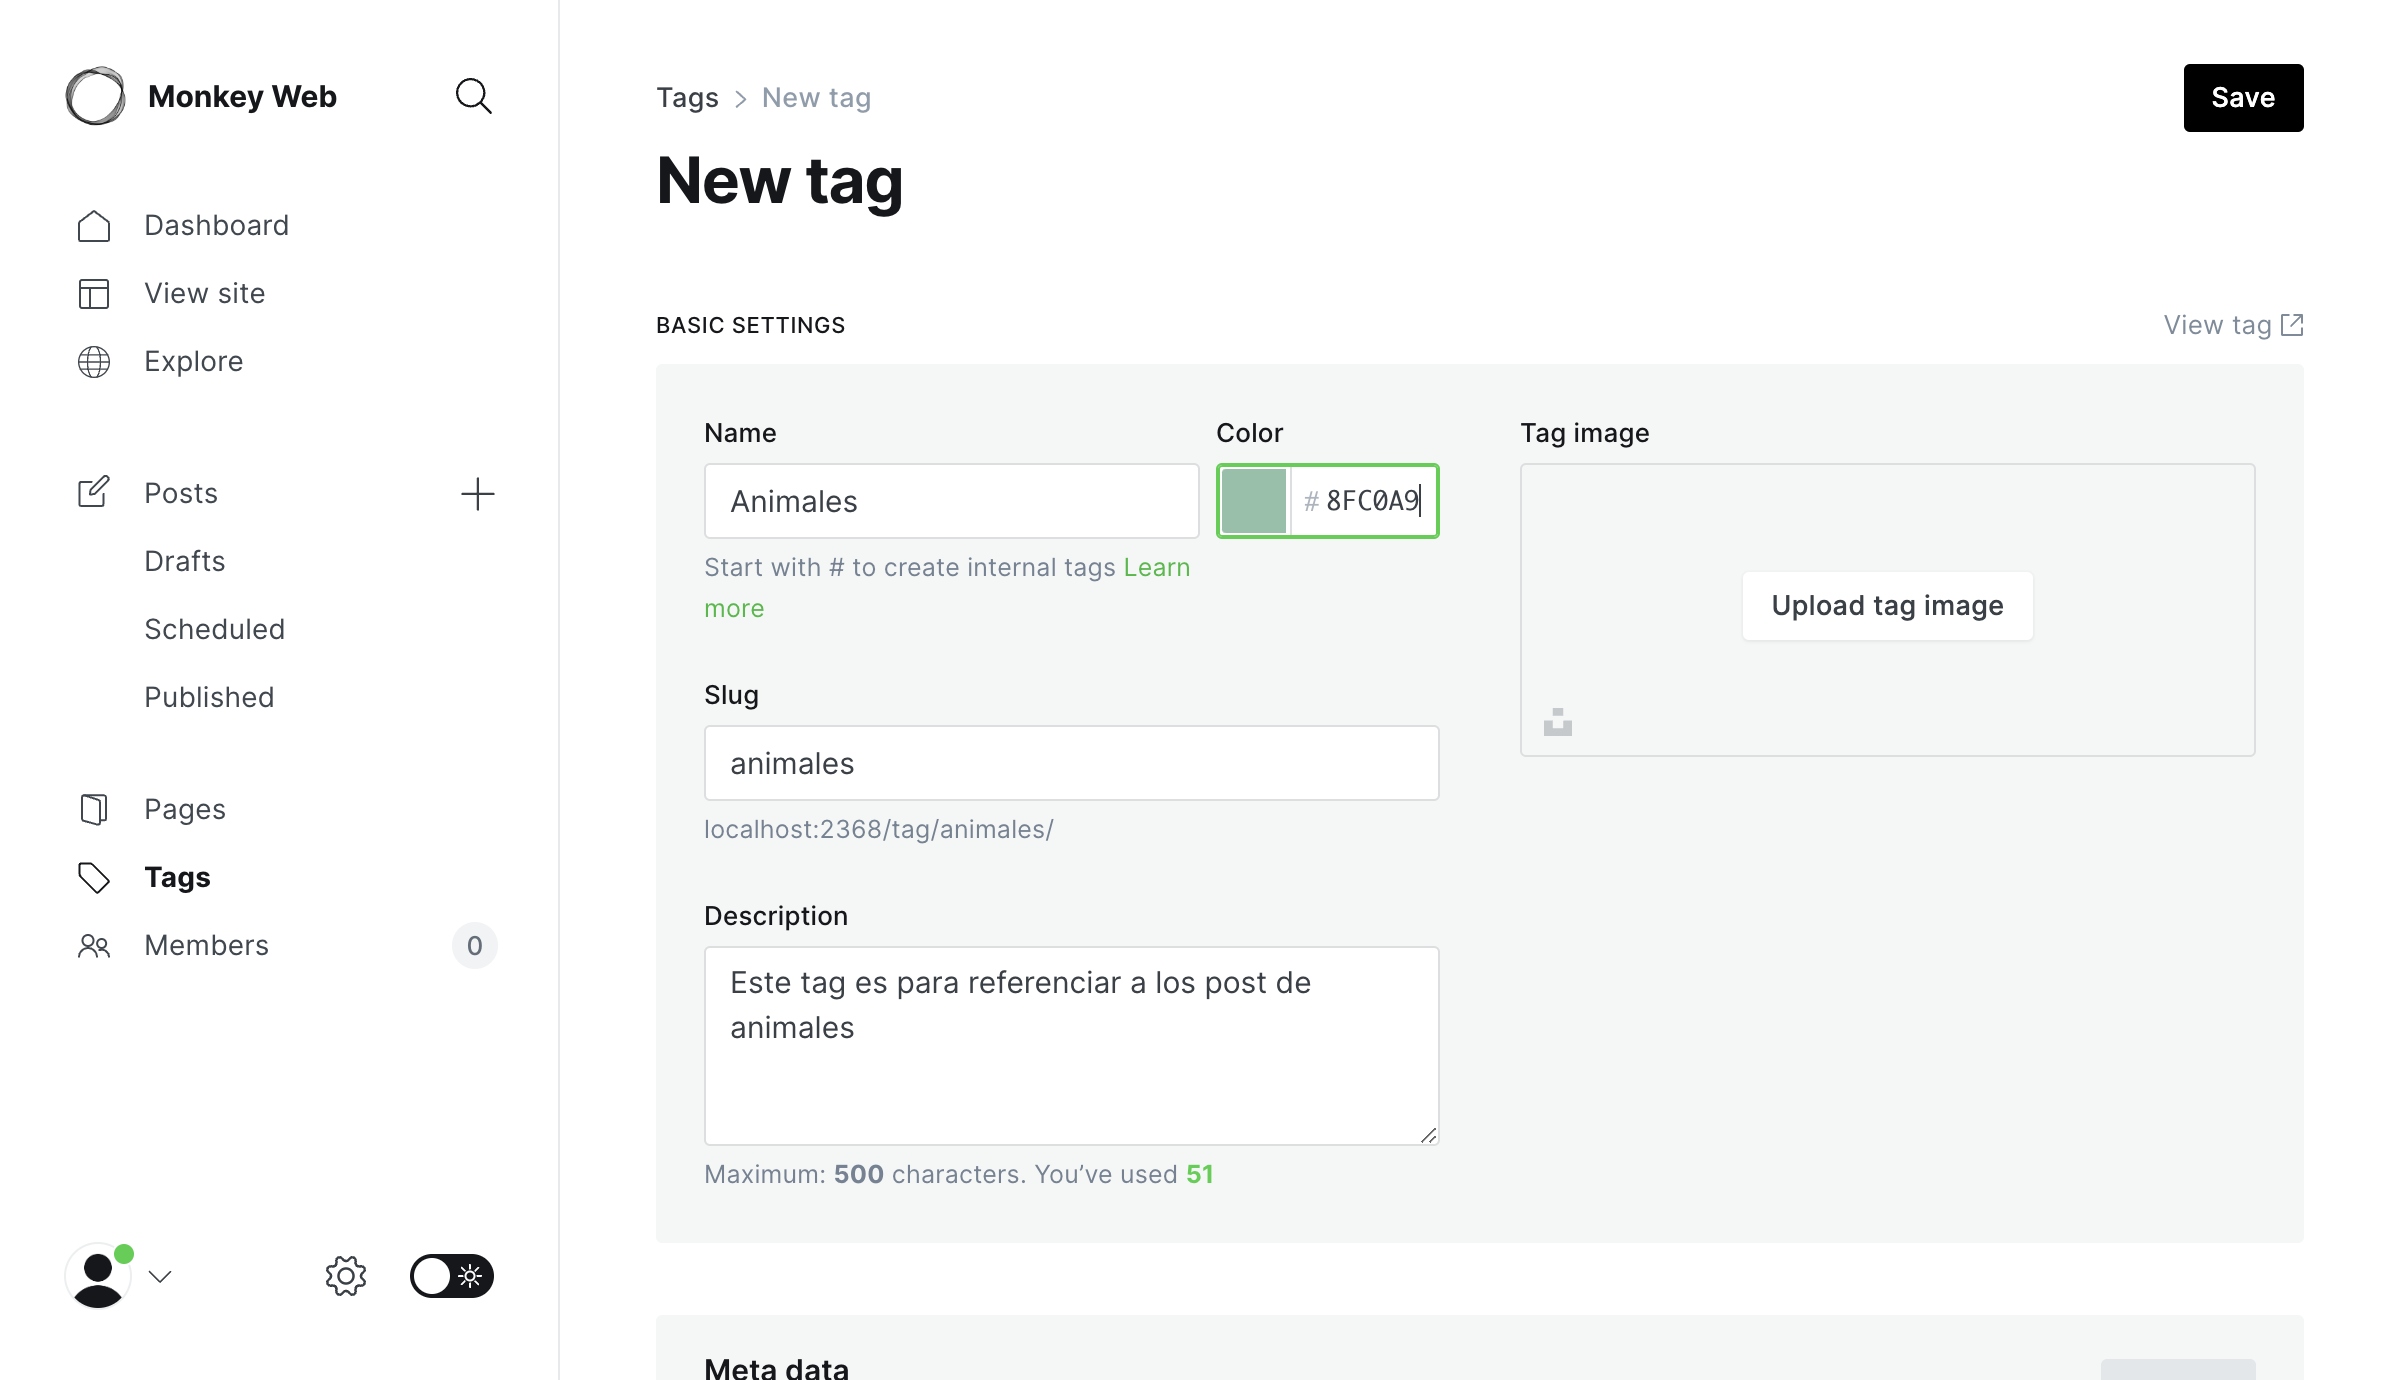 Monkey Web
Dashboard
View site
Explore
Posts
Drafts
Scheduled
Published
Pages
Tags
Members
0
Tags > New tag
Save
New tag
BASIC SETTINGS
View tag
Name
Animales
Start with # to create internal tags Learn
more
Color
# 8FC0A9
Slug
animales
localhost:2368/tag/animales/
Description
Este tag es para referenciar a los post de
animales
Maximum: 500 characters. You’ve used 51
Tag image
Upload tag image
Meta data